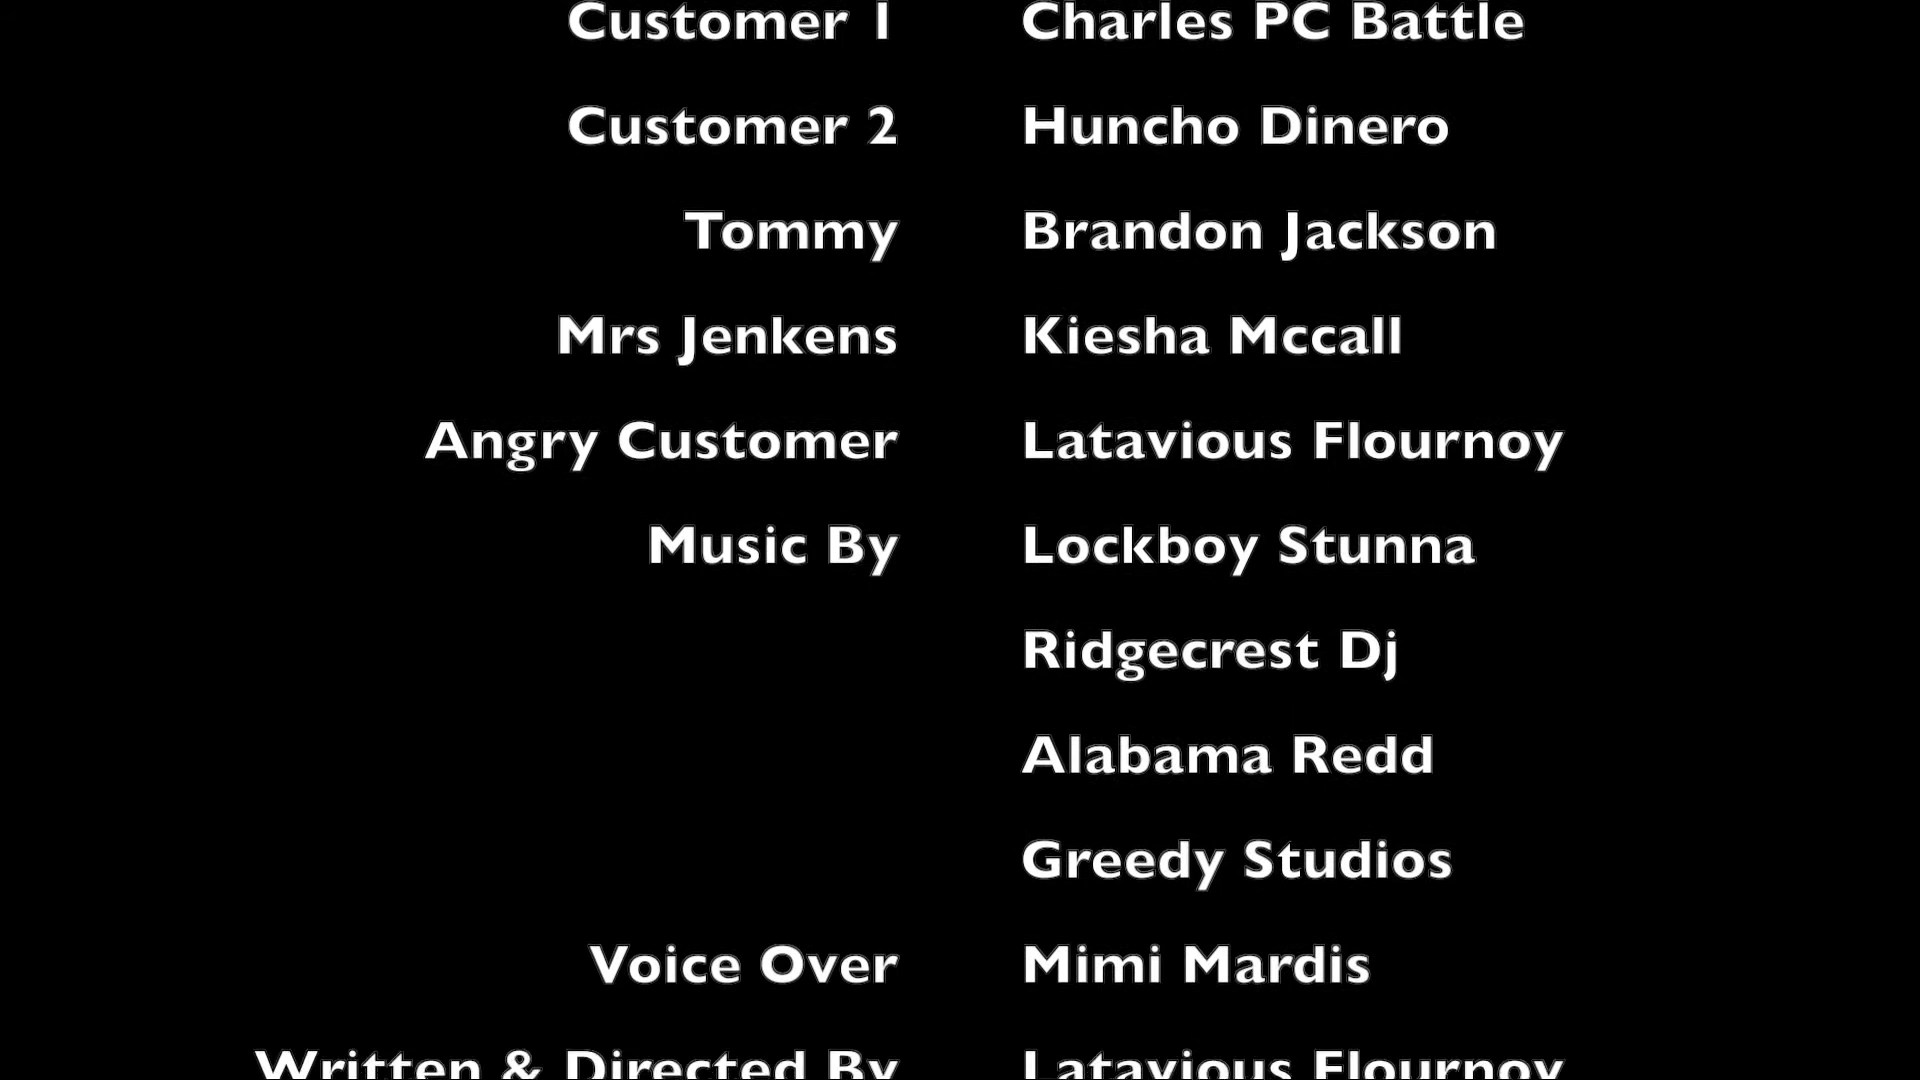 Customer 1 Charles PC Battle
Customer 2 Huncho Dinero
Tommy Brandon Jackson
Mrs Jenkens Kiesha Mccall
Angry Customer Latavious Flournoy
Music By Lockboy Stunna
Ridgecrest Dj
Alabama Redd
Greedy Studios
Voice Over Mimi Mardis
Written & Directed By Latavious Flournoy